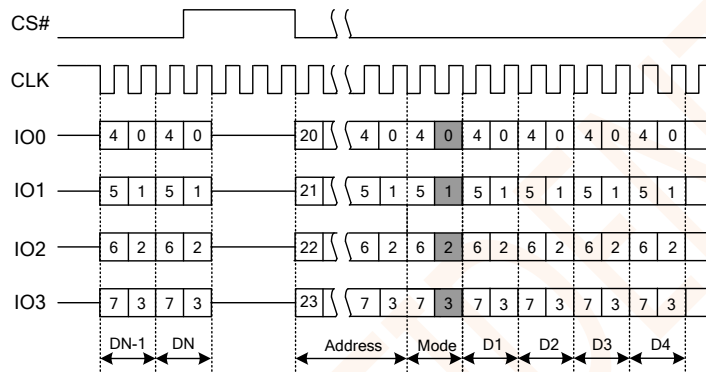 CS#
CLK
IO0 4 0 4 0 20 4 0 4 0 4 0 4 0 4 0 4 0
IO1 5 1 5 1 21 5 1 5 1 5 1 5 1 5 1 5 1
IO2 6 2 6 2 22 6 2 6 2 6 2 6 2 6 2 6 2
IO3 7 3 7 3 23 7 3 7 3 7 3 7 3 7 3 7 3
DN-1 DN Address Mode D1 D2 D3 D4